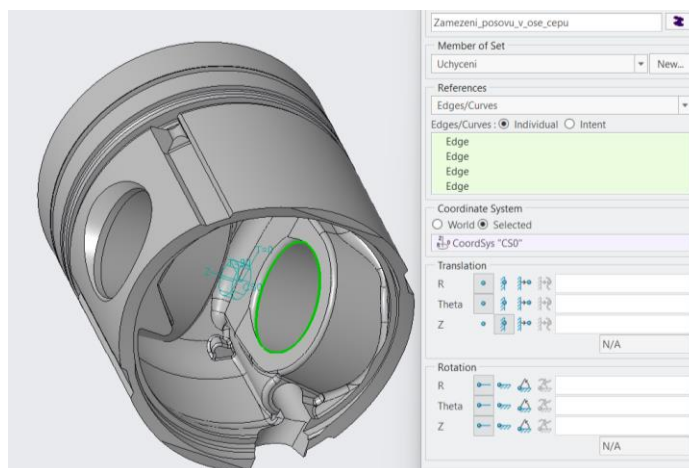 Zamezeni_posovu_v_ose_cepu
Member of Set
Uchyceni
New...
References
Edges/Curves
Edges/Curves : Individual Intent
Edge
Edge
Edge
Edge
Coordinate System
World Selected
CoordSys "CS0"
Translation
R
Theta
Z
N/A
Rotation
R
Theta
Z
N/A
Z
CS0